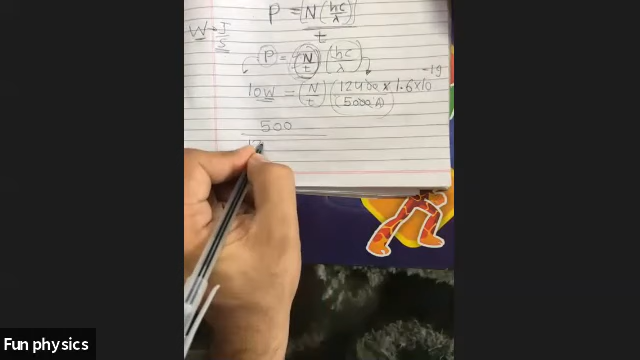 P = N (hc/λ) / t
W → J/S
P = (N/t) (hc/λ)
10W = (N/t) (12400 × 1.6×10⁻¹⁹ / (5000 Å))
500
Fun physics